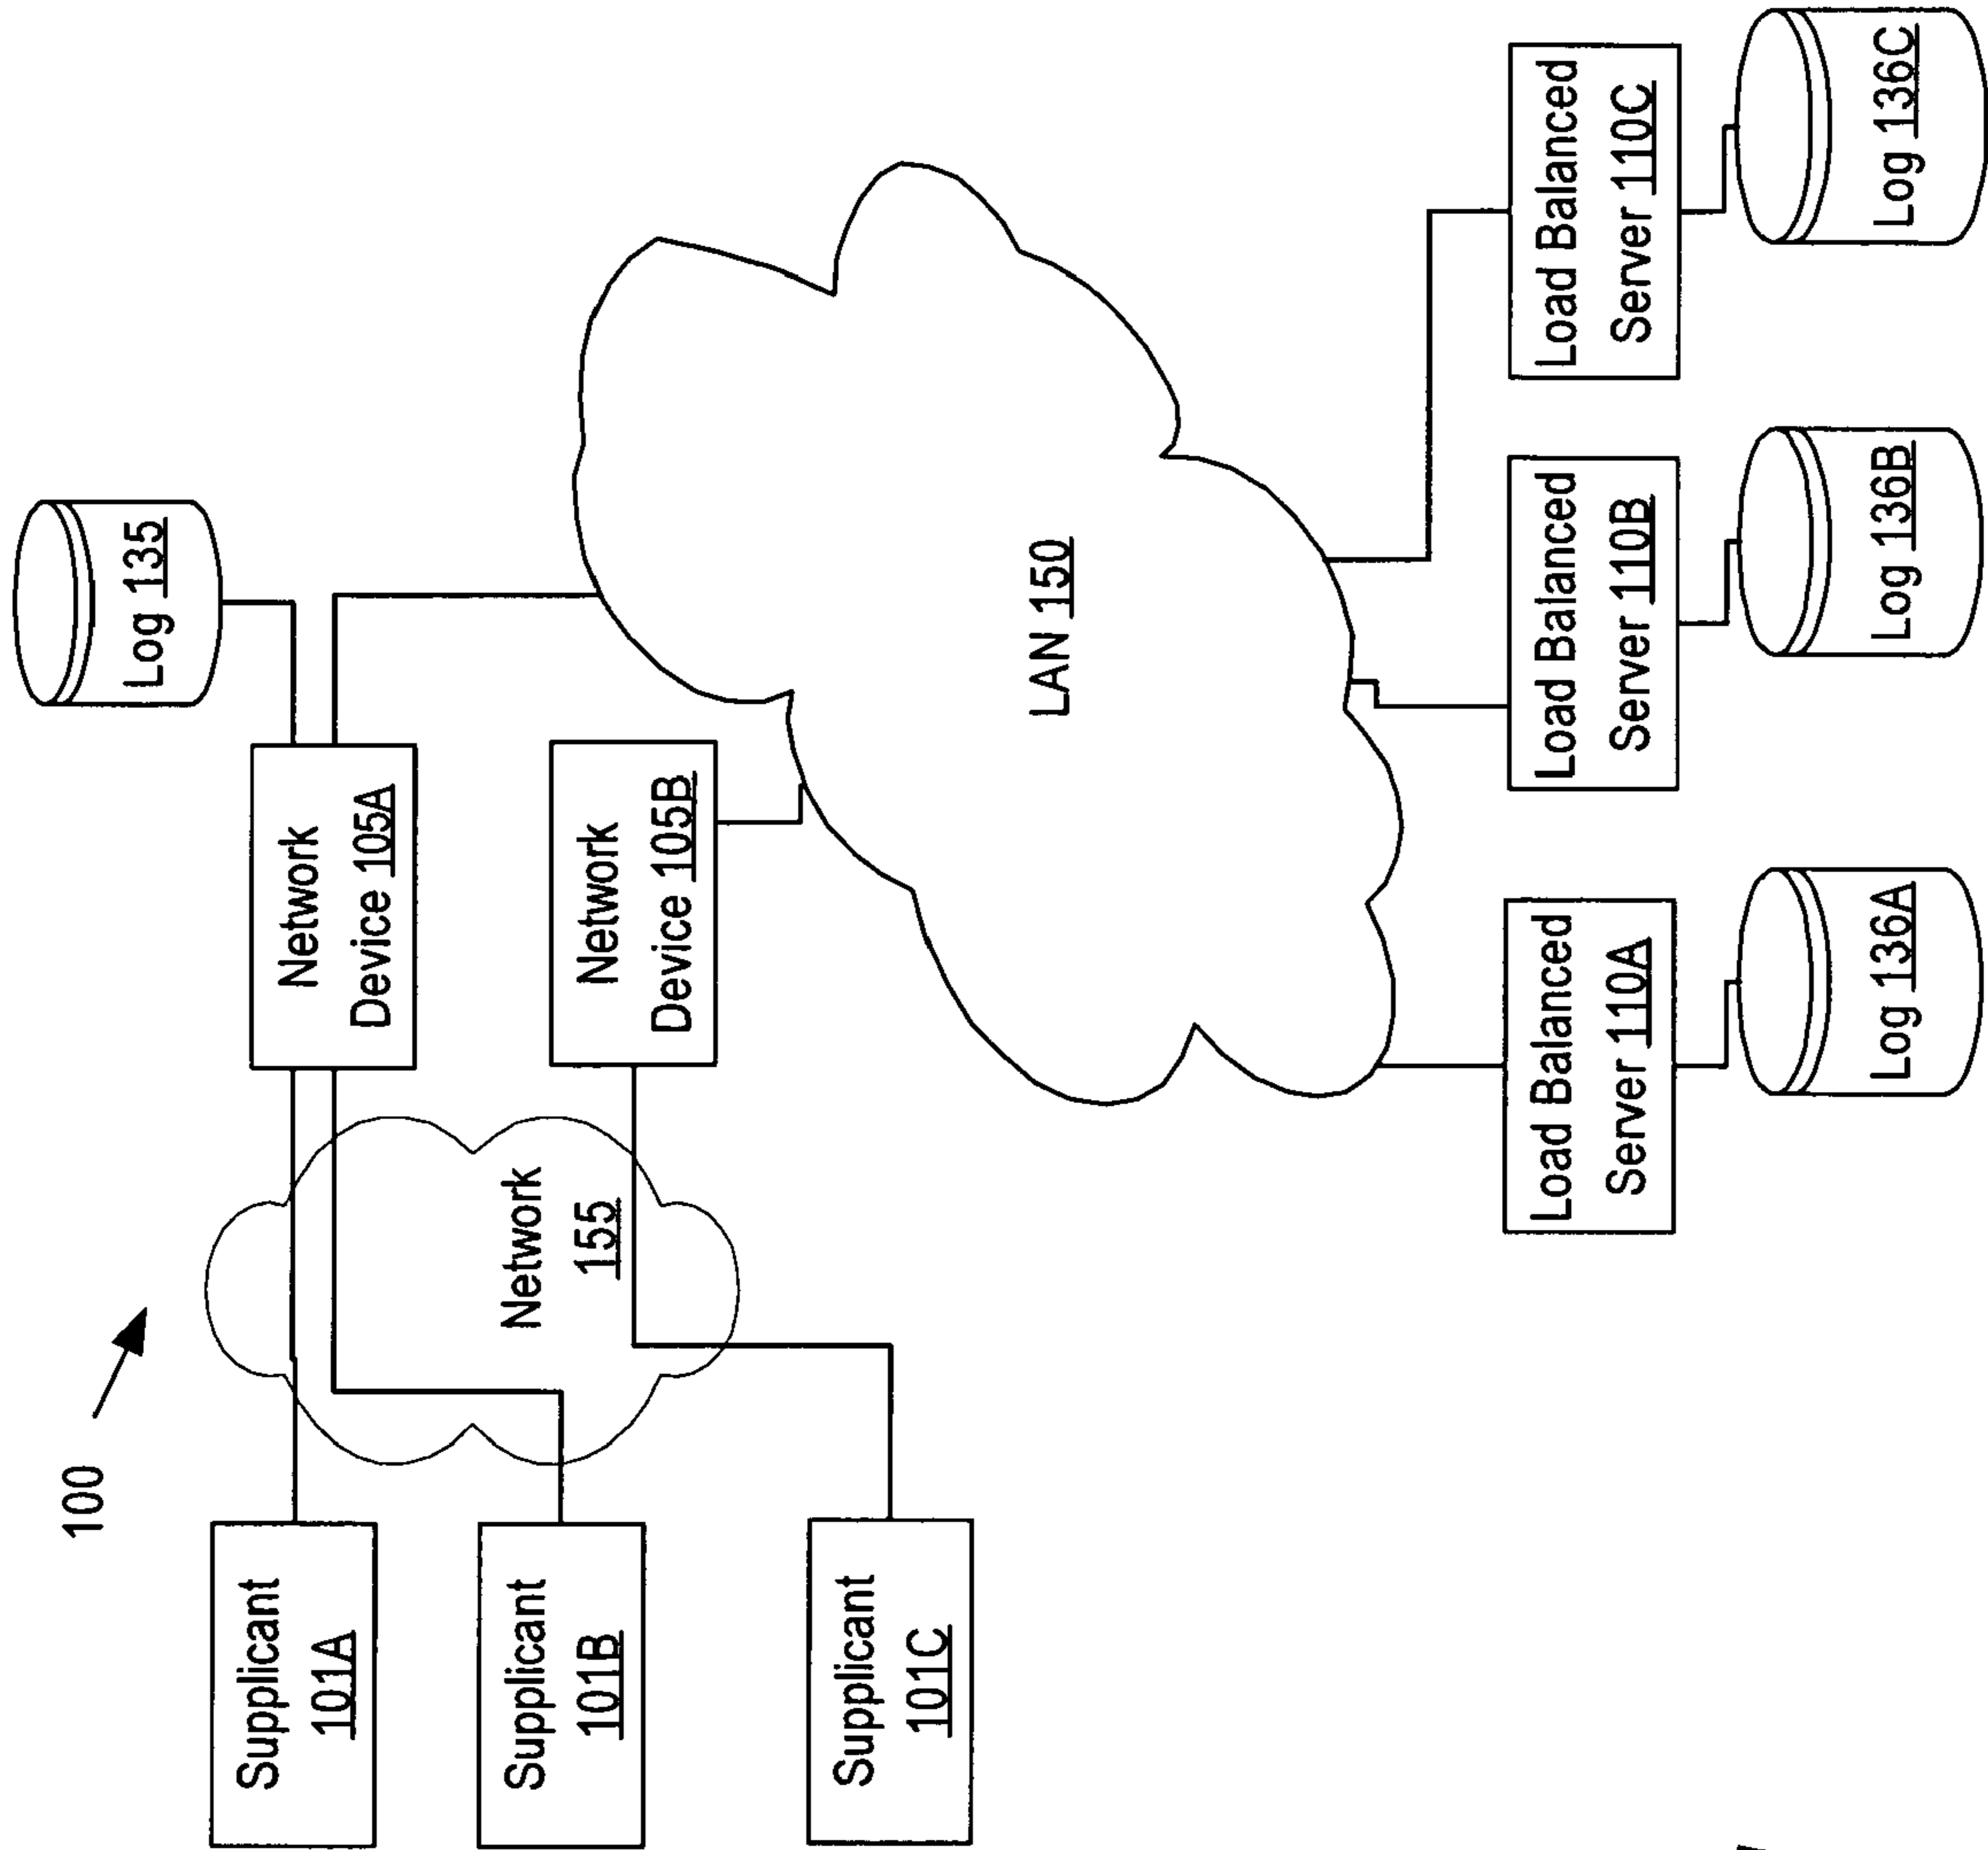 100
Log 135
Supplicant
101A
Network
Device 105A
Supplicant
101B
Network
155
Network
Device 105B
Supplicant
101C
LAN 150
Load Balanced
Server 110A
Load Balanced
Server 110B
Load Balanced
Server 110C
Log 136A
Log 136B
Log 136C